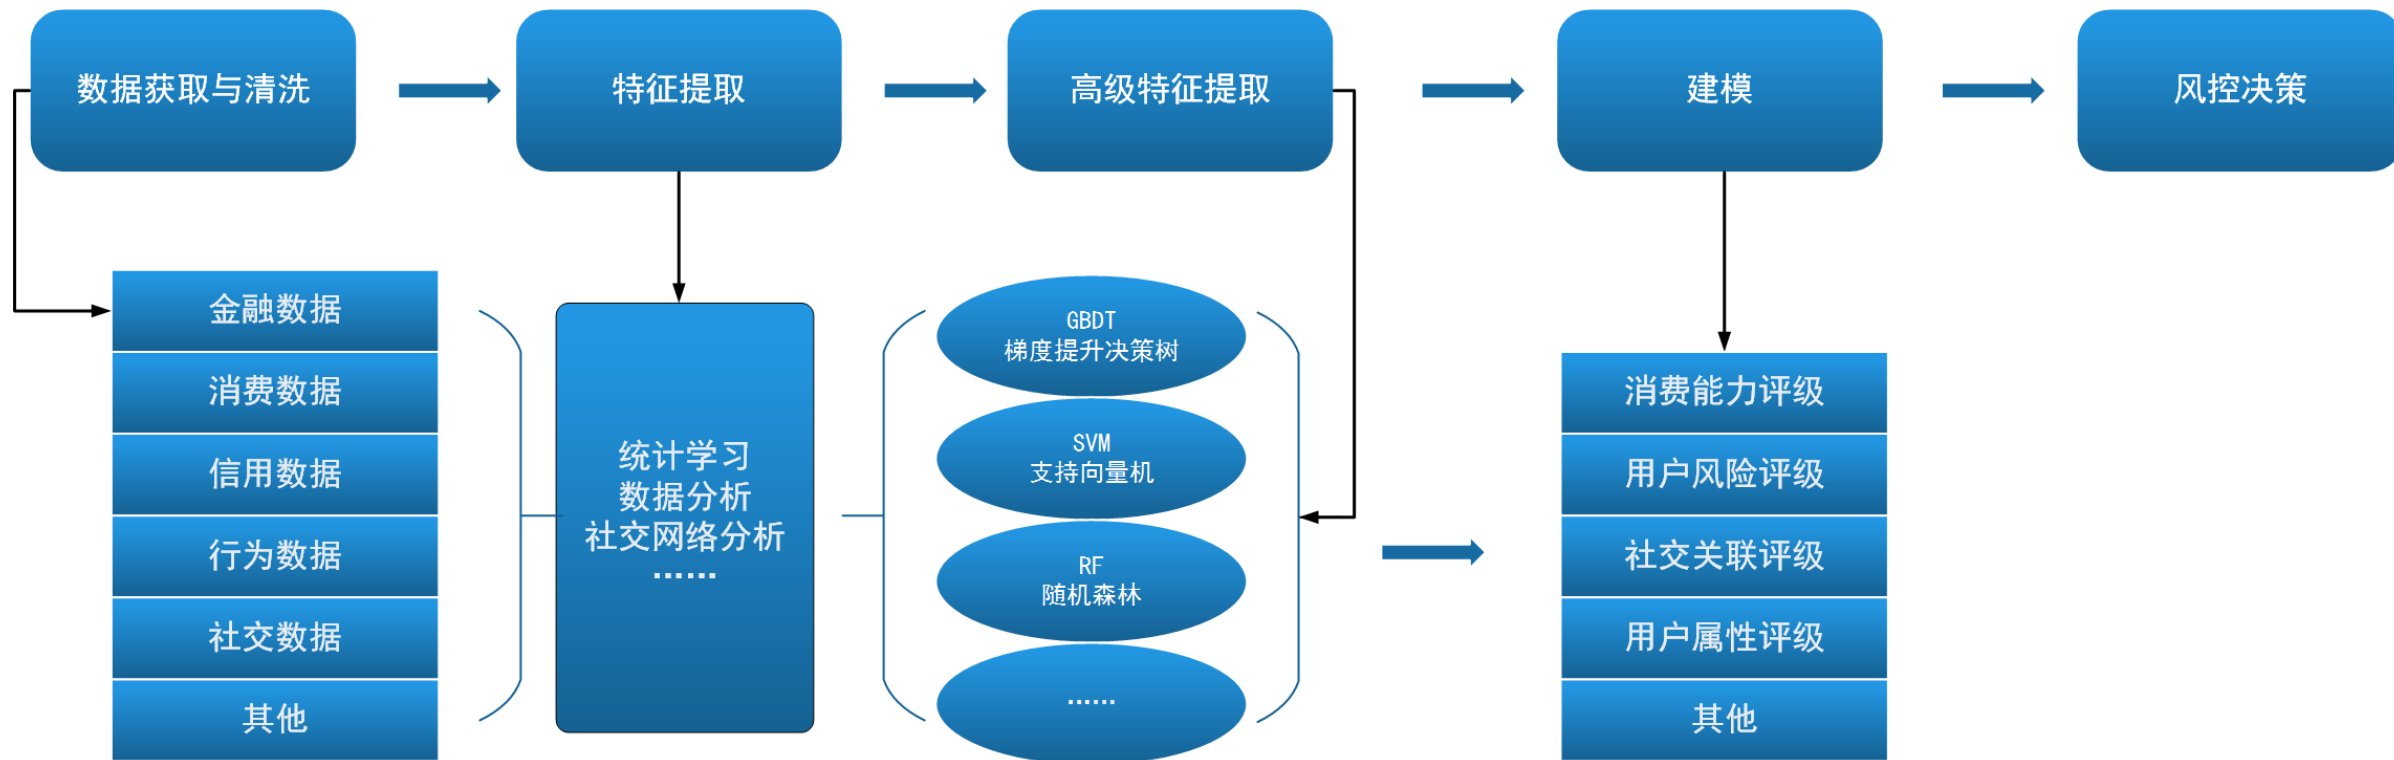 数据获取与清洗
特征提取
高级特征提取
建模
风控决策
金融数据
消费数据
信用数据
行为数据
社交数据
其他
统计学习
数据分析
社交网络分析
......
GBDT
梯度提升决策树
SVM
支持向量机
RF
随机森林
......
消费能力评级
用户风险评级
社交关联评级
用户属性评级
其他